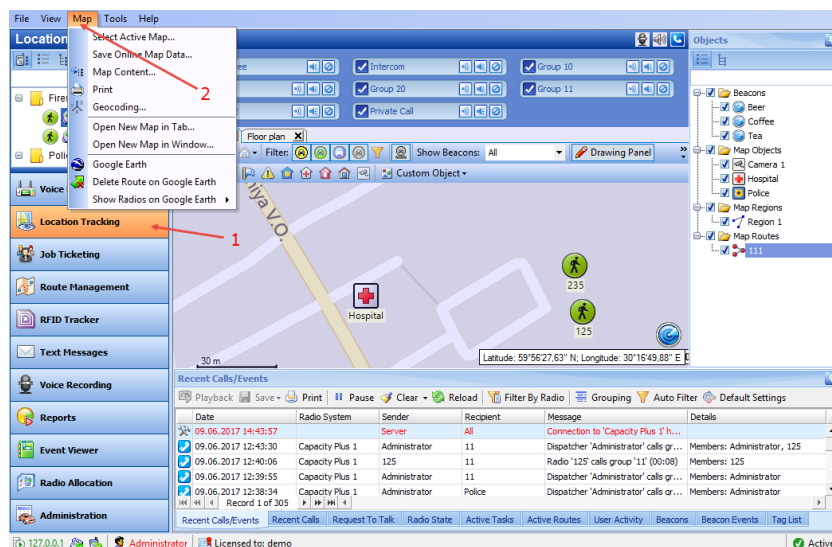 File View Map Tools Help
Location
Select Active Map...
Save Online Map Data...
Map Content...
Print
Geocoding...
Open New Map in Tab...
Open New Map in Window...
Google Earth
Delete Route on Google Earth
Show Radios on Google Earth
2
1
Intercom
Group 10
Group 20
Group 11
Private Call
Floor plan
Filter:
Show Beacons: All
Drawing Panel
Custom Object
V.O.
Hospital
235
125
30 m
Latitude: 59°56'27,63" N; Longitude: 30°16'49,88" E
Objects
Beacons
Beer
Coffee
Tea
Map Objects
Camera 1
Hospital
Police
Map Regions
Region 1
Map Routes
111
Voice
Location Tracking
Job Ticketing
Route Management
RFID Tracker
Text Messages
Voice Recording
Reports
Event Viewer
Radio Allocation
Administration
Recent Calls/Events
Playback Save Print Pause Clear Reload Filter By Radio Grouping Auto Filter Default Settings
Date Radio System Sender Recipient Message Details
09.06.2017 14:43:57 Server All Connection to 'Capacity Plus 1' h...
09.06.2017 12:43:30 Capacity Plus 1 Administrator 11 Dispatcher 'Administrator' calls gr... Members: Administrator, 125
09.06.2017 12:40:06 Capacity Plus 1 125 11 Radio '125' calls group '11' (00:08) Members: 125
09.06.2017 12:39:55 Capacity Plus 1 Administrator 11 Dispatcher 'Administrator' calls gr... Members: Administrator
09.06.2017 12:38:34 Capacity Plus 1 Administrator Police Dispatcher 'Administrator' calls gr... Members: Administrator
Record 1 of 305
Recent Calls/Events Recent Calls Request To Talk Radio State Active Tasks Active Routes User Activity Beacons Beacon Events Tag List
127.0.0.1 Administrator Licensed to: demo Active